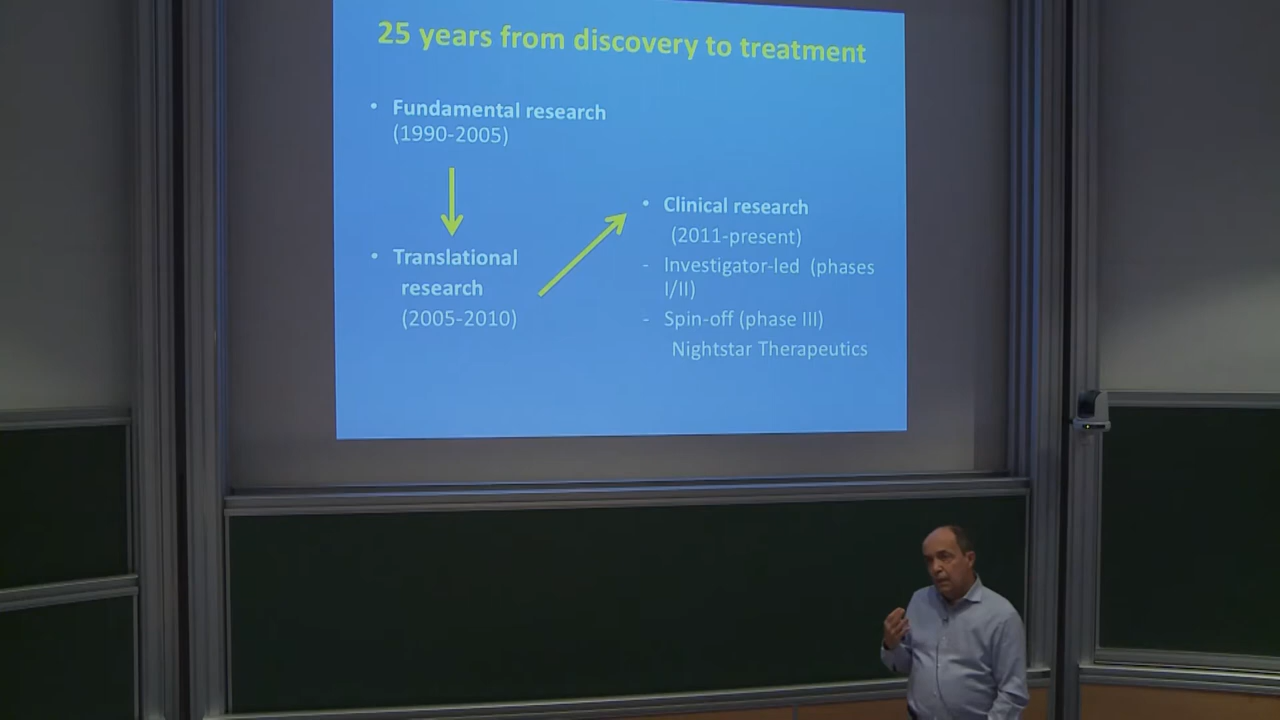 25 years from discovery to treatment
• Fundamental research
(1990-2005)
• Translational
research
(2005-2010)
• Clinical research
(2011-present)
- Investigator-led (phases
I/II)
- Spin-off (phase III)
Nightstar Therapeutics